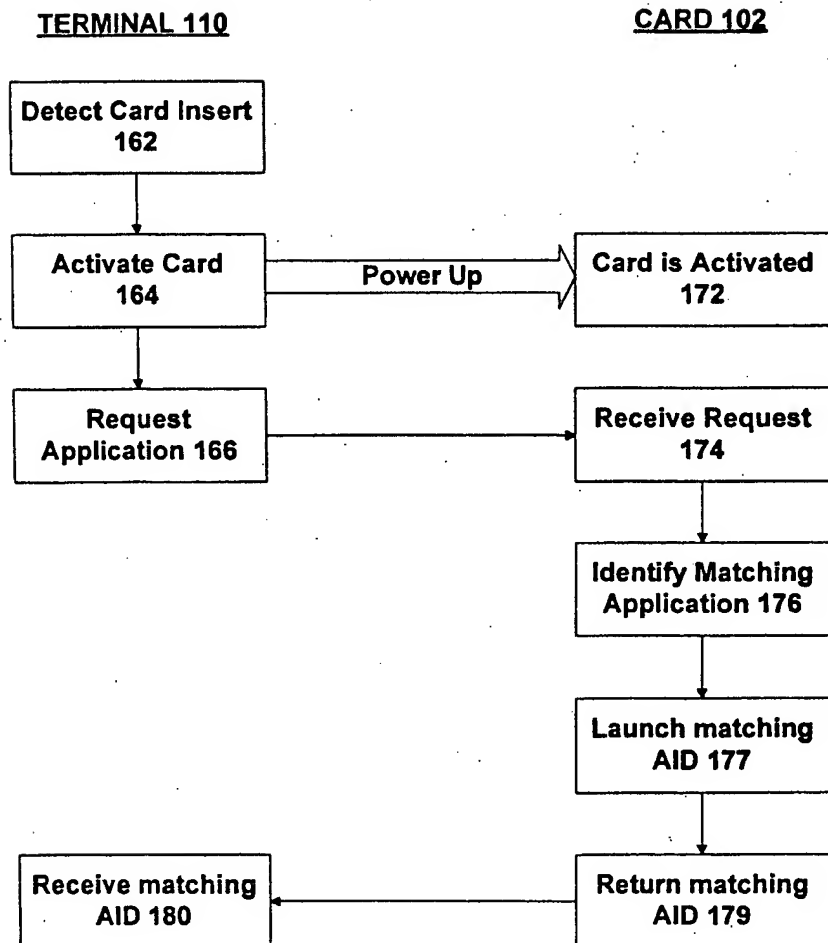 TERMINAL 110
CARD 102
Detect Card Insert
162
Activate Card
164
Power Up
Card is Activated
172
Request
Application 166
Receive Request
174
Identify Matching
Application 176
Launch matching
AID 177
Receive matching
AID 180
Return matching
AID 179